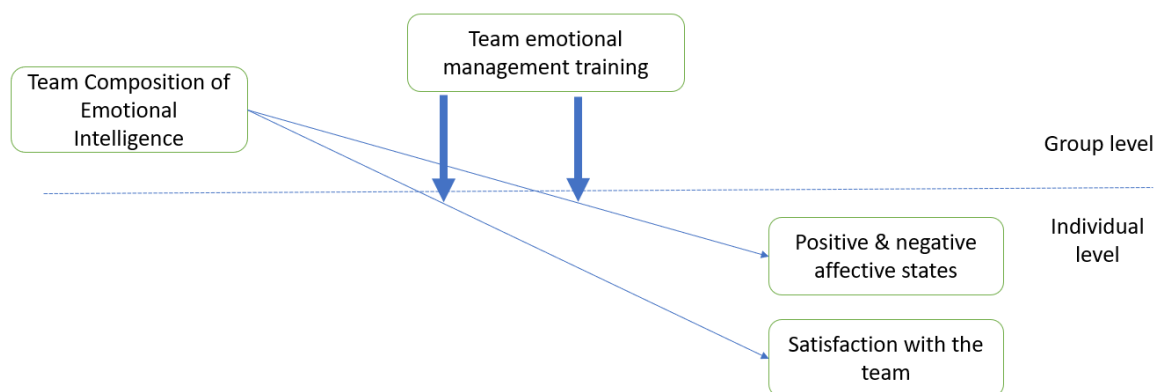 Team emotional
management training
Team Composition of
Emotional
Intelligence
Group level
Individual
level
Positive & negative
affective states
Satisfaction with the
team